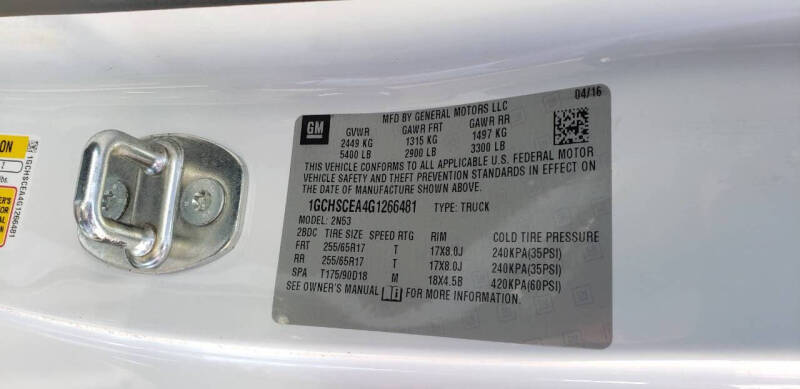 04/16
MFD BY GENERAL MOTORS LLC
GM
GVWR GAWR FRT GAWR RR
2449 KG 1315 KG 1497 KG
5400 LB 2900 LB 3300 LB
THIS VEHICLE CONFORMS TO ALL APPLICABLE U.S. FEDERAL MOTOR
VEHICLE SAFETY AND THEFT PREVENTION STANDARDS IN EFFECT ON
THE DATE OF MANUFACTURE SHOWN ABOVE.
1GCHSCEA4G1266481 TYPE: TRUCK
MODEL: 2N53
2BDC TIRE SIZE SPEED RTG RIM COLD TIRE PRESSURE
FRT 255/65R17 T 17X8.0J 240KPA(35PSI)
RR 255/65R17 T 17X8.0J 240KPA(35PSI)
SPA T175/90D18 M 18X4.5B 420KPA(60PSI)
SEE OWNER'S MANUAL FOR MORE INFORMATION.
1GCHSCEA4G1266481